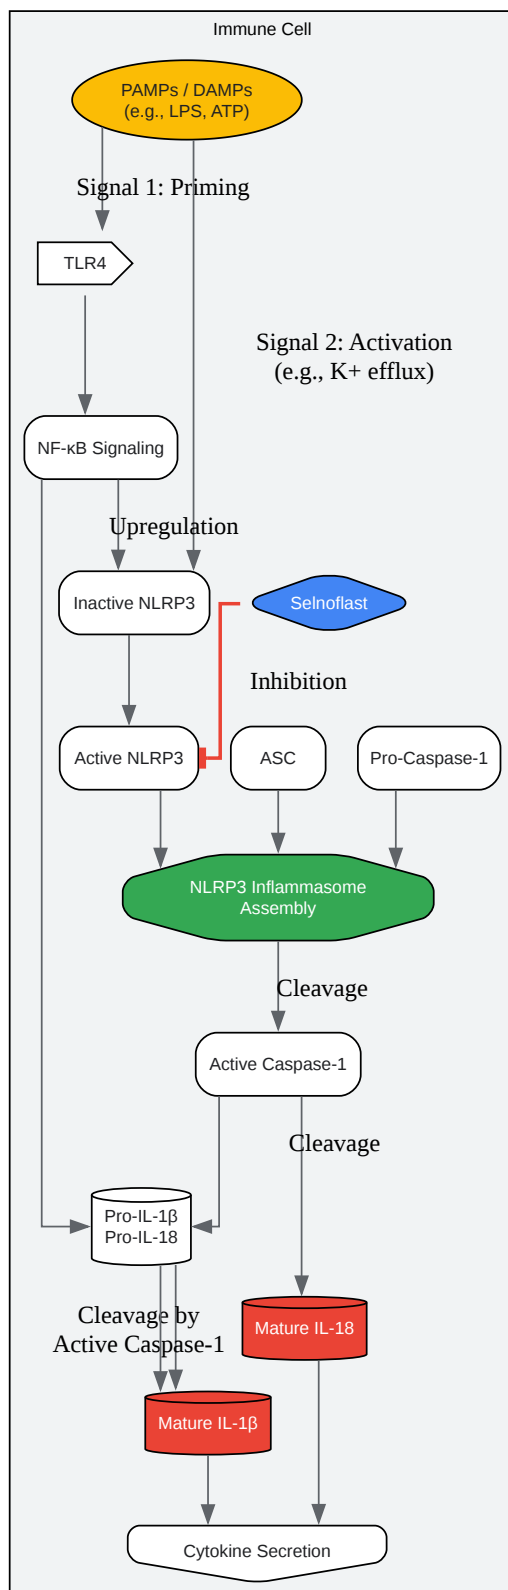 Immune Cell
PAMPs / DAMPs
(e.g., LPS, ATP)
Signal 1: Priming
TLR4
Signal 2: Activation
(e.g., K+ efflux)
NF-κB Signaling
Upregulation
Inactive NLRP3
Selnoflast
Inhibition
Active NLRP3
ASC
Pro-Caspase-1
NLRP3 Inflammasome
Assembly
Cleavage
Active Caspase-1
Cleavage
Pro-IL-1β
Pro-IL-18
Cleavage by
Active Caspase-1
Mature IL-18
Mature IL-1β
Cytokine Secretion